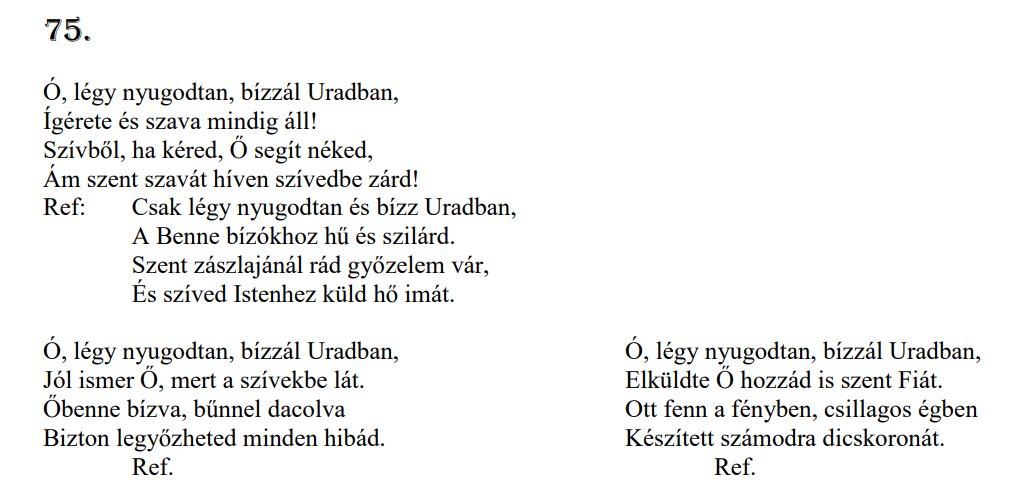 75.
Ó, légy nyugodtan, bízzál Uradban,
Ígérete és szava mindig áll!
Szívből, ha kéred, Ő segít néked,
Ám szent szavát híven szívedbe zárd!
Ref: Csak légy nyugodtan és bízz Uradban,
A Benne bízókhoz hű és szilárd.
Szent zászlajánál rád győzelem vár,
És szíved Istenhez küld hő imát.
Ó, légy nyugodtan, bízzál Uradban,
Jól ismer Ő, mert a szívekbe lát.
Őbenne bízva, bűnnel dacolva
Bizton legyőzheted minden hibád.
Ref.
Ó, légy nyugodtan, bízzál Uradban,
Elküldte Ő hozzád is szent Fiát.
Ott fenn a fényben, csillagos égben
Készített számodra dicskoronát.
Ref.